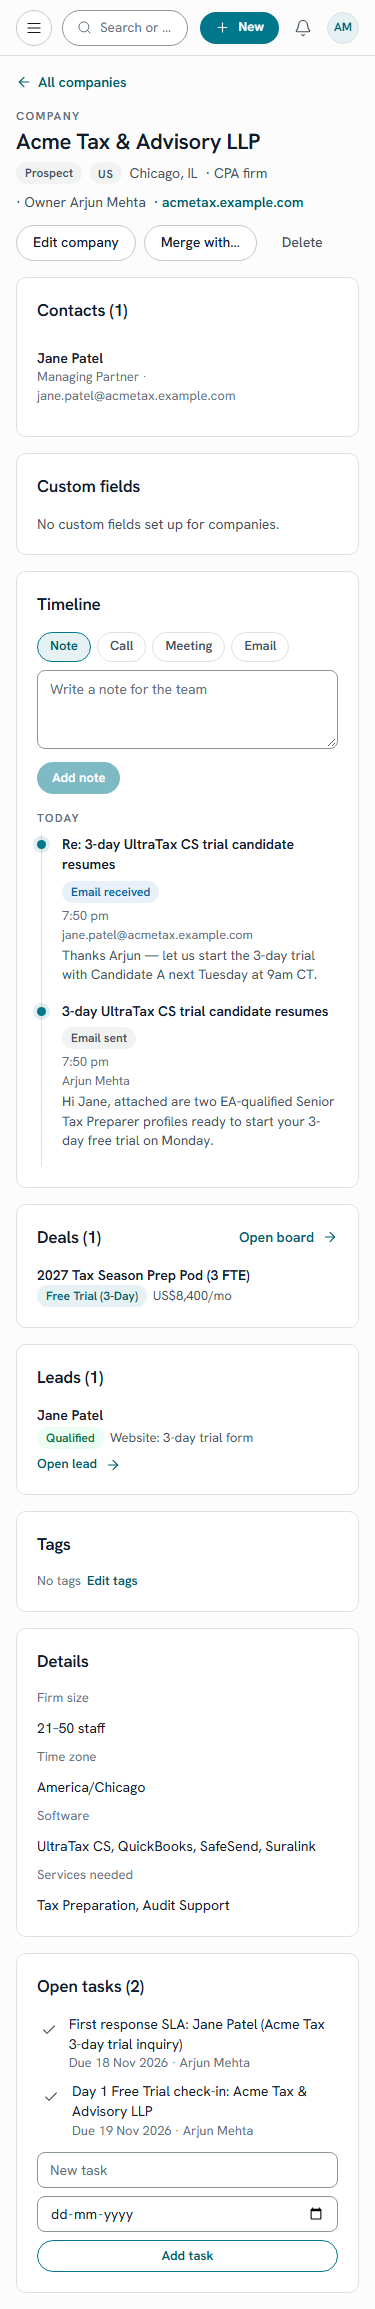 Search or ...
New
AM
All companies
COMPANY
Acme Tax & Advisory LLP
Prospect US Chicago, IL · CPA firm
· Owner Arjun Mehta · acmetax.example.com
Edit company Merge with... Delete
Contacts (1)
Jane Patel
Managing Partner ·
jane.patel@acmetax.example.com
Custom fields
No custom fields set up for companies.
Timeline
Note Call Meeting Email
Write a note for the team
Add note
TODAY
Re: 3-day UltraTax CS trial candidate
resumes
Email received
7:50 pm
jane.patel@acmetax.example.com
Thanks Arjun — let us start the 3-day trial
with Candidate A next Tuesday at 9am CT.
3-day UltraTax CS trial candidate resumes
Email sent
7:50 pm
Arjun Mehta
Hi Jane, attached are two EA-qualified Senior
Tax Preparer profiles ready to start your 3-
day free trial on Monday.
Deals (1) Open board
2027 Tax Season Prep Pod (3 FTE)
Free Trial (3-Day) US$8,400/mo
Leads (1)
Jane Patel
Qualified Website: 3-day trial form
Open lead
Tags
No tags Edit tags
Details
Firm size
21–50 staff
Time zone
America/Chicago
Software
UltraTax CS, QuickBooks, SafeSend, Suralink
Services needed
Tax Preparation, Audit Support
Open tasks (2)
First response SLA: Jane Patel (Acme Tax
3-day trial inquiry)
Due 18 Nov 2026 · Arjun Mehta
Day 1 Free Trial check-in: Acme Tax &
Advisory LLP
Due 19 Nov 2026 · Arjun Mehta
New task
dd-mm-yyyy
Add task